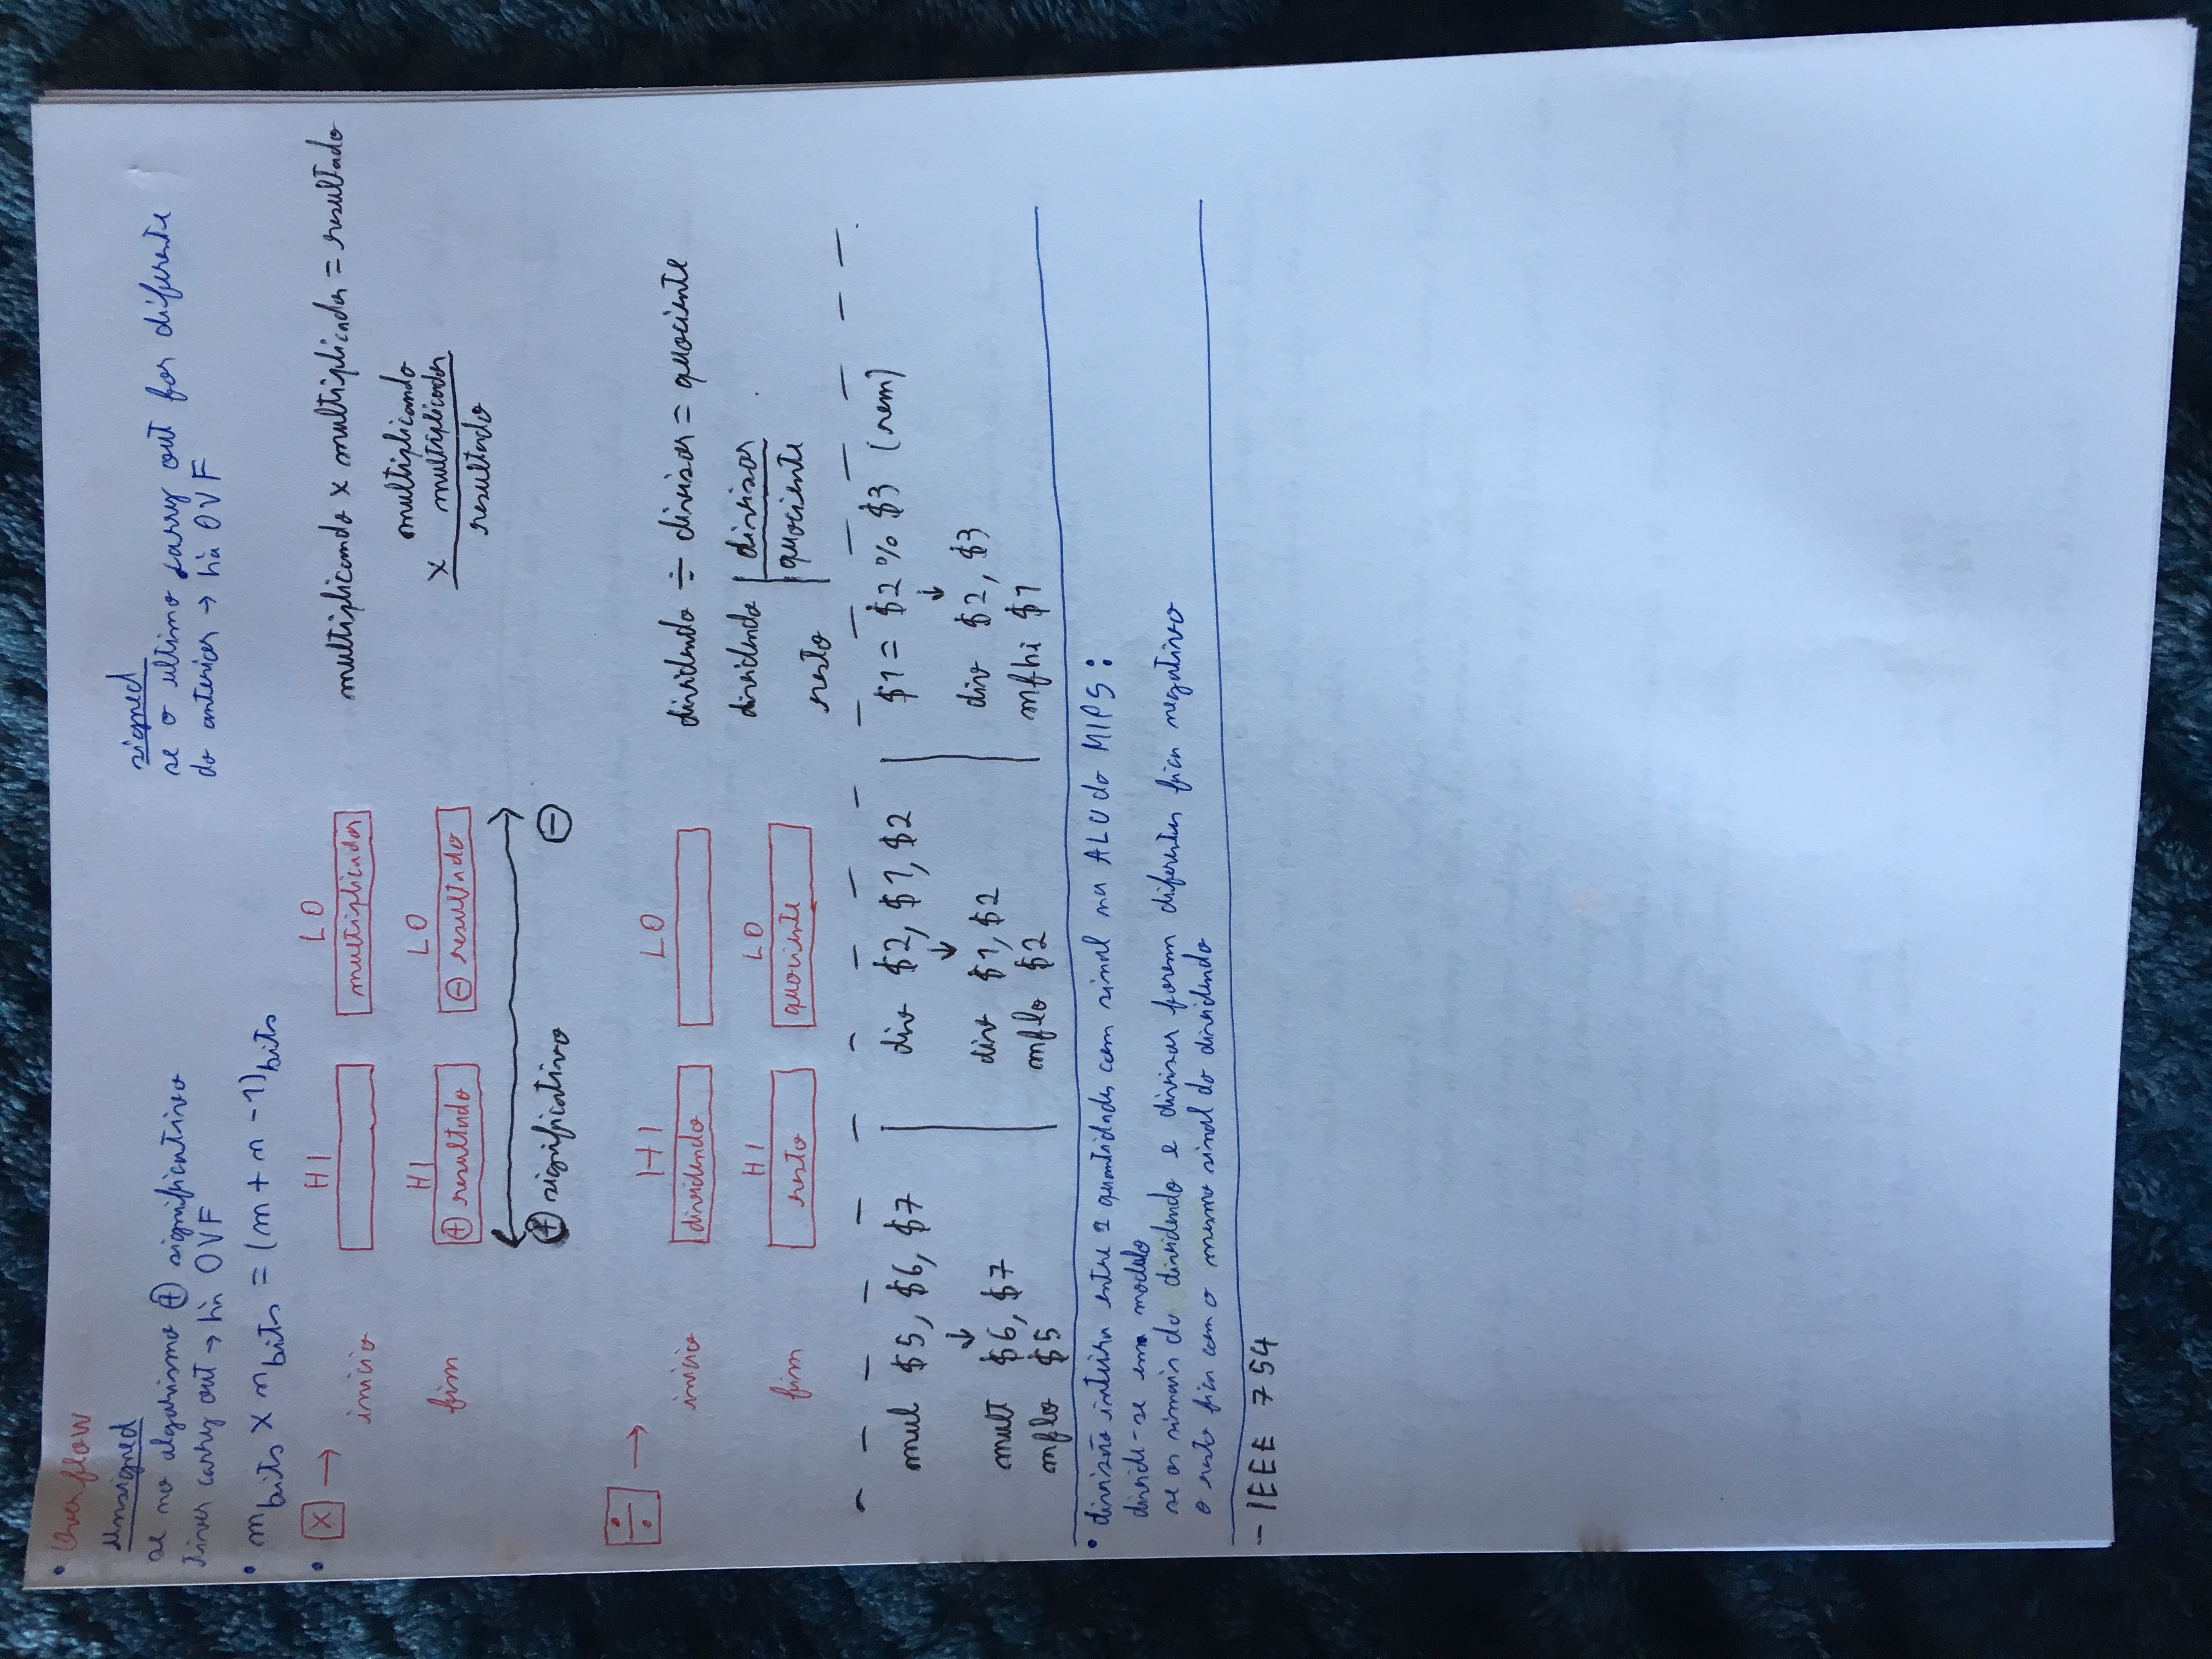 • Overflow
Unsigned
se no algarismo ⊕ significativo
tiver carry out → há OVF
signed
se o ultimo carry out for diferente
do anterior → há OVF
• m bits × n bits = (m + n - 1) bits
• X →
HI LO
inicio multiplicador
HI LO
fim ⊕ resultado ⊖ resultado
⊕ significativo ⊖
multiplicando × multiplicador = resultado
multiplicando
× multiplicador
resultado
÷ →
HI LO
inicio dividendo
HI LO
fim resto quociente
dividendo ÷ divisor = quociente
dividendo | divisor
quociente
resto
mul $5, $6, $7
↓
mult $6, $7
mflo $5
div $2, $1, $2
↓
div $1, $2
mflo $2
$1 = $2 % $3 (rem)
↓
div $2, $3
mfhi $1
• divisão inteira entre 2 quantidades com sinal na ALU do MIPS:
divide-se em modulo
se os sinais do dividendo e divisor forem diferentes fica negativo
o resto fica com o mesmo sinal do dividendo
- IEEE 754